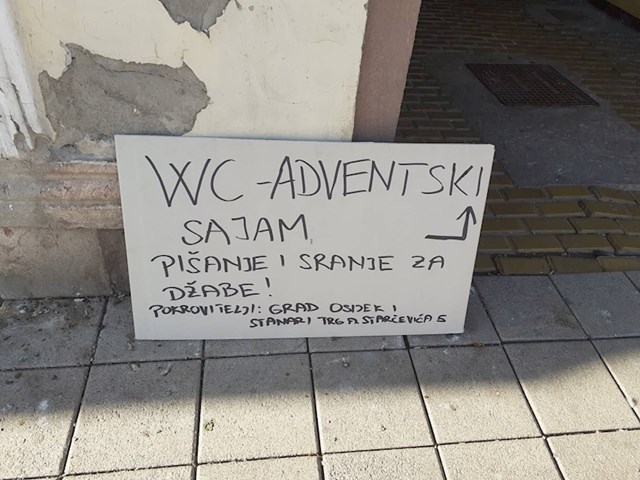 WC-ADVENTSKI
SAJAM
PIŠANJE I SRANJE ZA
DŽABE!
POKROVITELJI: GRAD OSIJEK I
STANARI TRG A. STARČEVIĆA 5